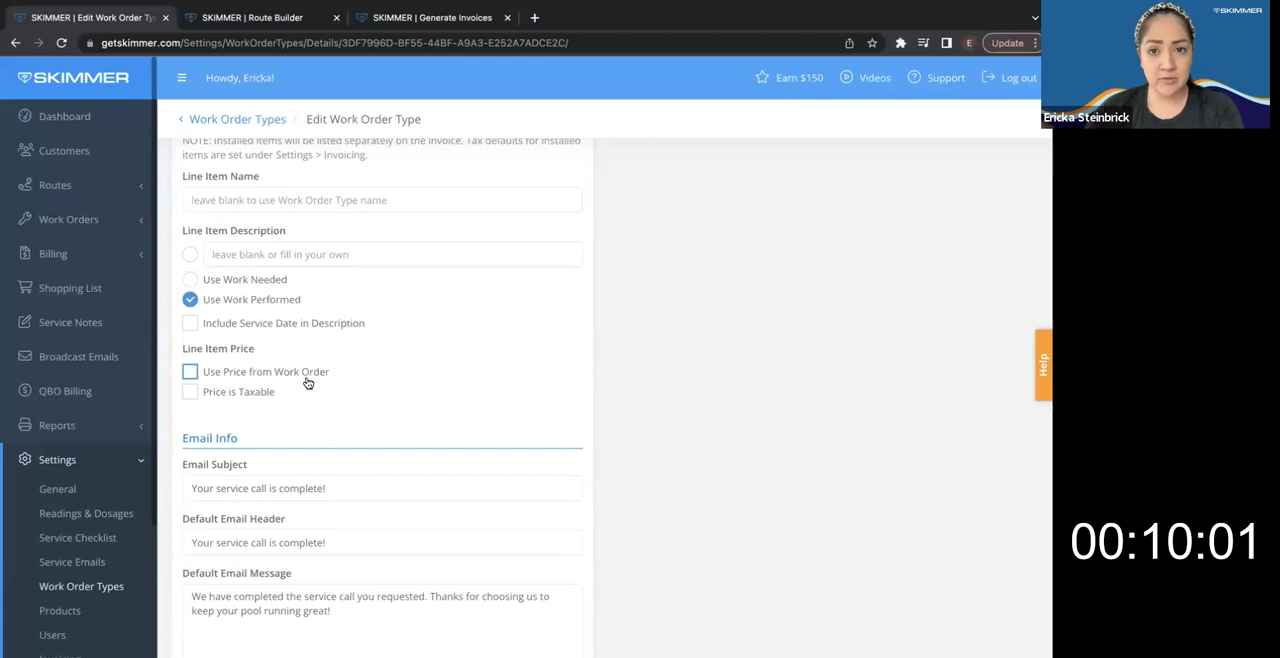 SKIMMER | Edit Work Order Ty
SKIMMER | Route Builder
SKIMMER | Generate Invoices
getskimmer.com/Settings/WorkOrderTypes/Details/3DF7996D-BF55-44BF-A9A3-E252A7ADCE2C/
E
Update
SKIMMER
Howdy, Ericka!
Earn $150
Videos
Support
Log out
SKIMMER
Ericka Steinbrick
Work Order Types / Edit Work Order Type
Dashboard
Customers
Routes
Work Orders
Billing
Shopping List
Service Notes
Broadcast Emails
QBO Billing
Reports
Settings
General
Readings & Dosages
Service Checklist
Service Emails
Work Order Types
Products
Users
Invoicing
NOTE: Installed items will be listed separately on the invoice. Tax defaults for installed
items are set under Settings > Invoicing.
Line Item Name
leave blank to use Work Order Type name
Line Item Description
leave blank or fill in your own
Use Work Needed
Use Work Performed
Include Service Date in Description
Line Item Price
Use Price from Work Order
Price is Taxable
Email Info
Email Subject
Your service call is complete!
Default Email Header
Your service call is complete!
Default Email Message
We have completed the service call you requested. Thanks for choosing us to
keep your pool running great!
Help
00:10:01